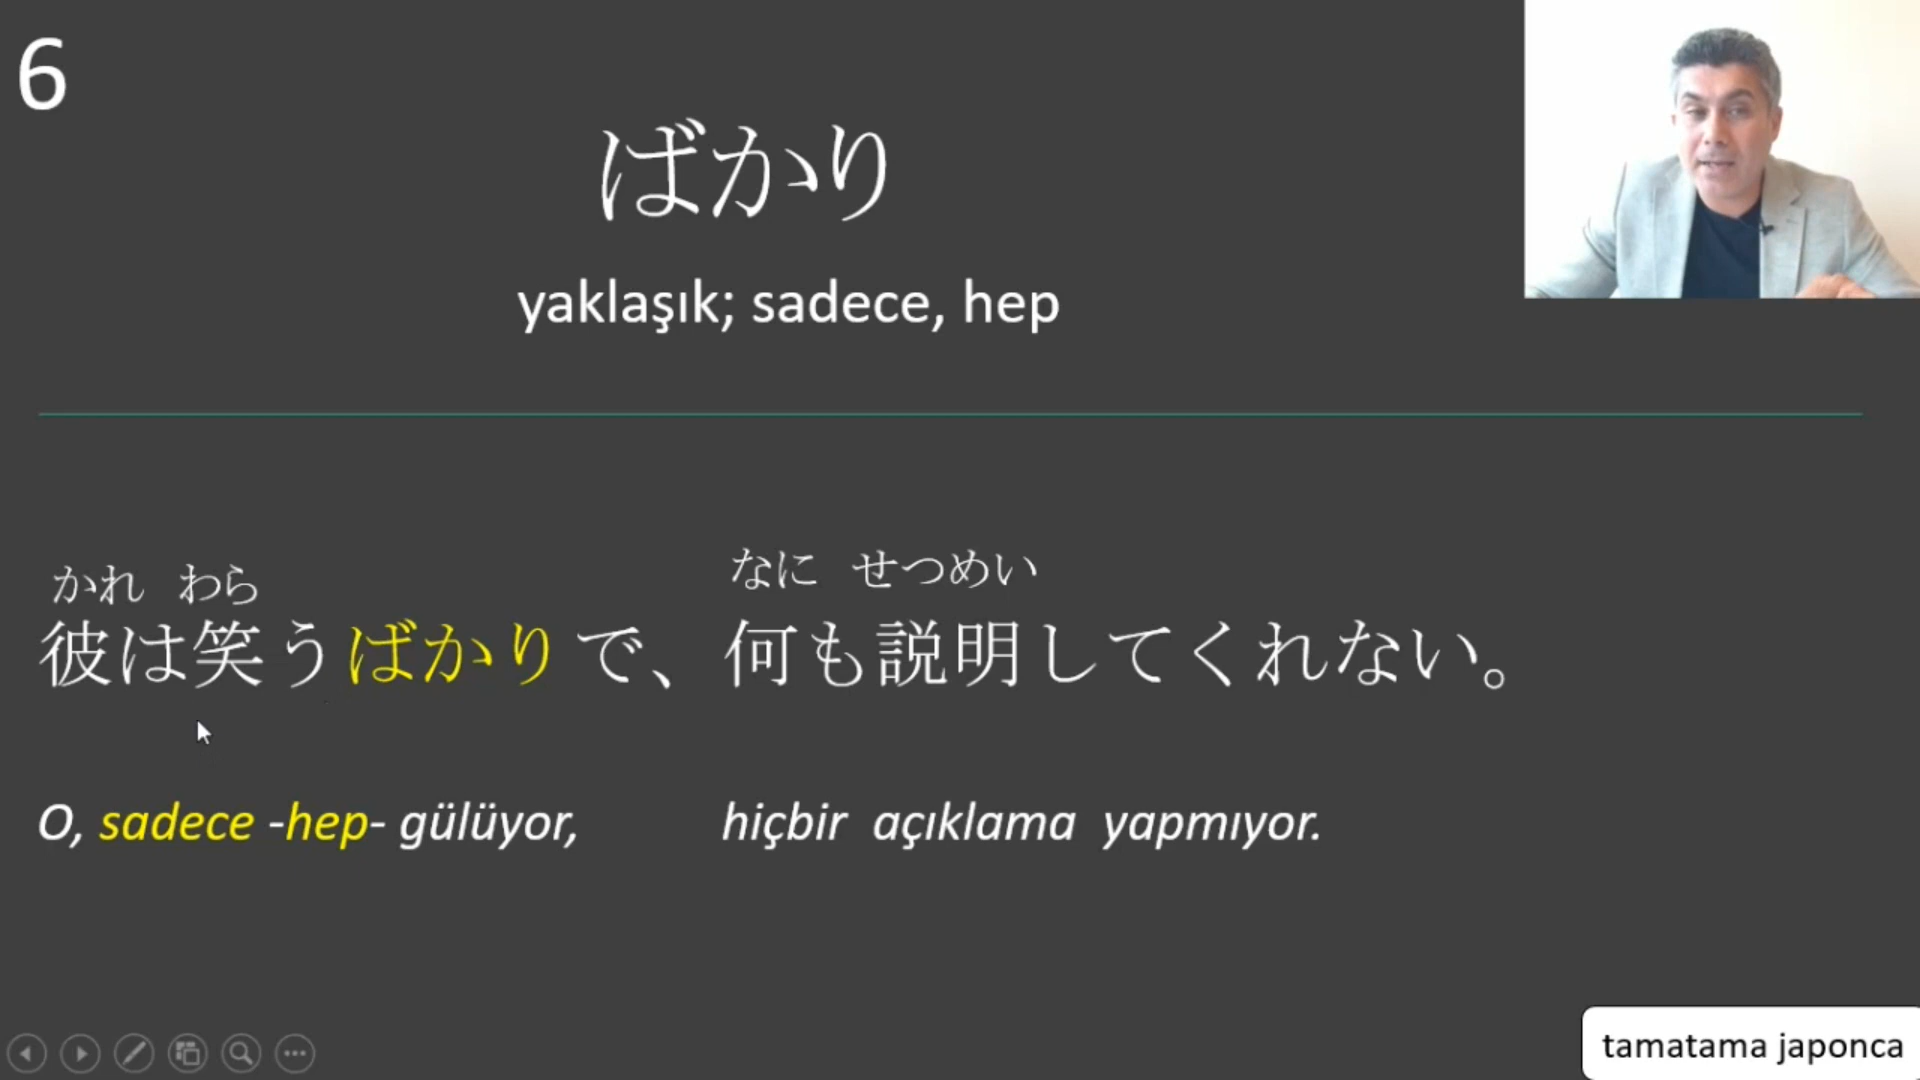 6
ばかり
yaklaşık; sadece, hep
かれ わら なに せつめい
彼は笑うばかりで、何も説明してくれない。
O, sadece -hep- gülüyor, hiçbir açıklama yapmıyor.
tamatama japonca